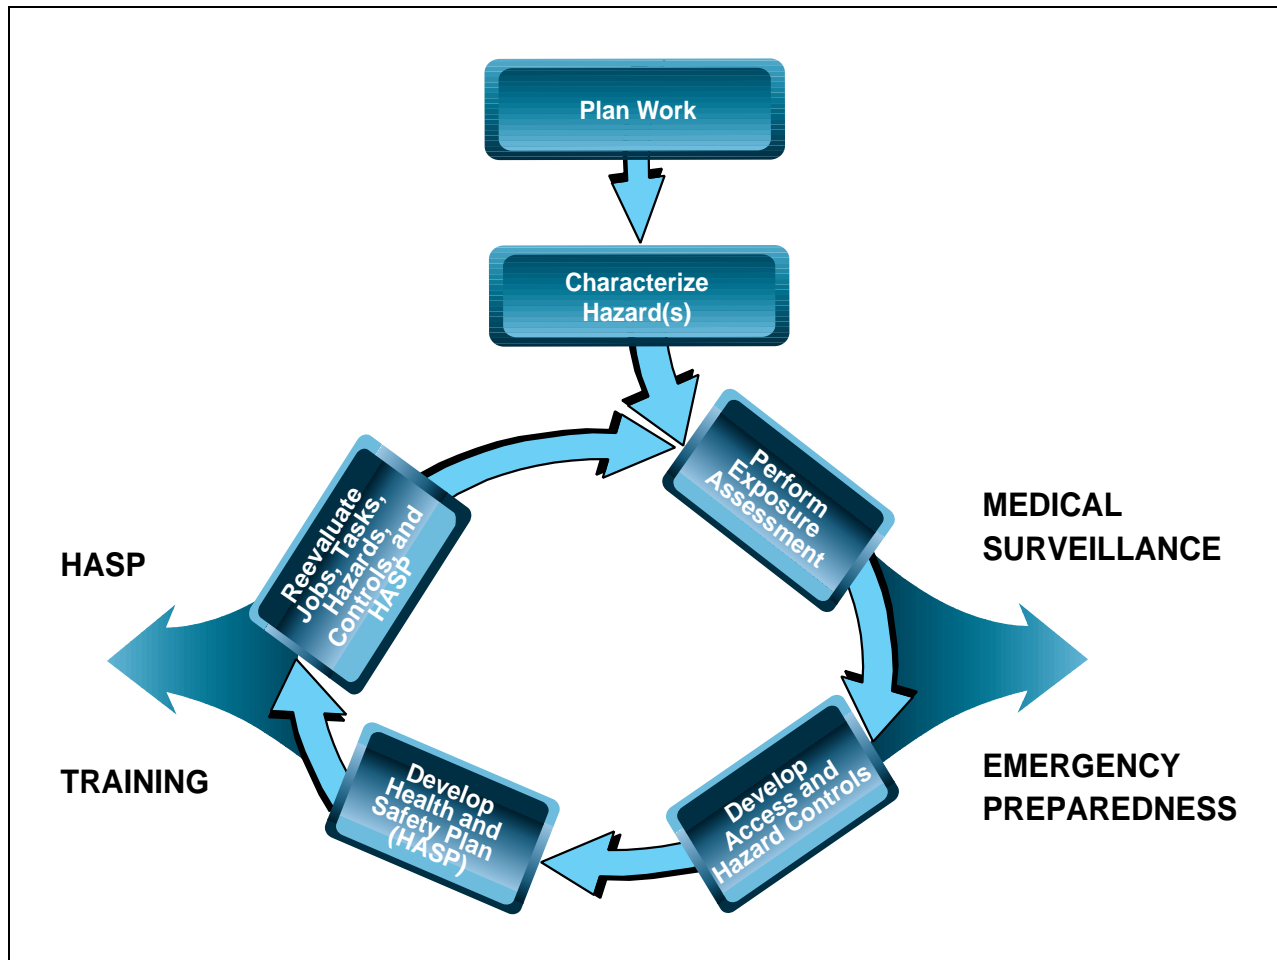 Plan Work
Characterize
Hazard(s)
Perform
Exposure
Assessment
MEDICAL
SURVEILLANCE
EMERGENCY
PREPAREDNESS
Develop
Access and
Hazard Controls
Develop
Health and
Safety Plan
(HASP)
Reevaluate
Jobs, Tasks,
Hazards,
Controls, and
HASP
HASP
TRAINING